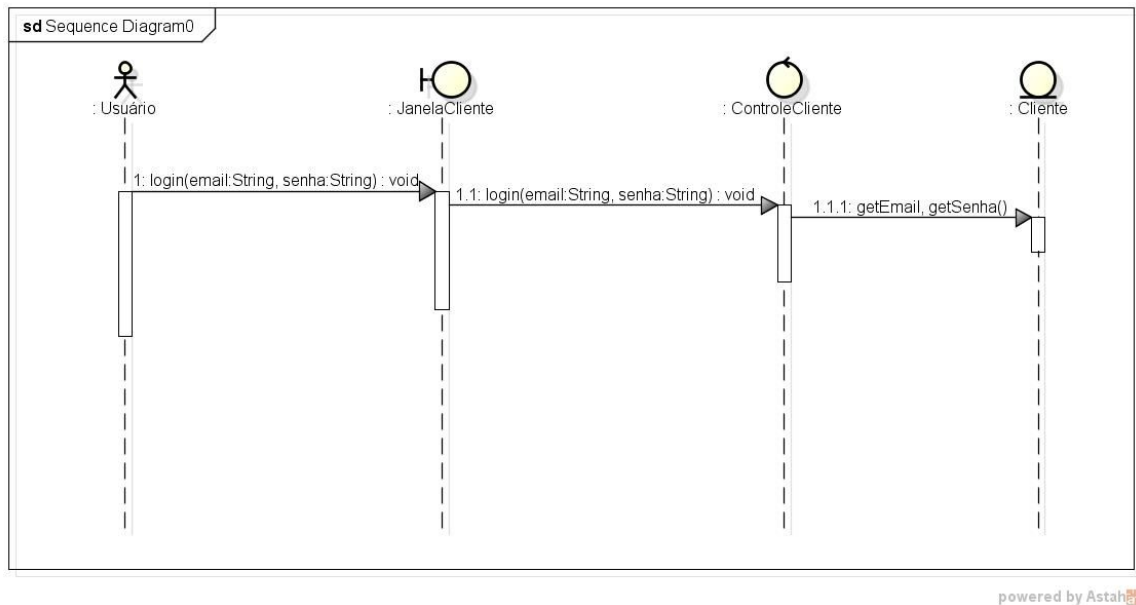 sd Sequence Diagram0
: Usuário
: JanelaCliente
: ControleCliente
: Cliente
1: login(email:String, senha:String) : void
1.1: login(email:String, senha:String) : void
1.1.1: getEmail, getSenha()
powered by Astah